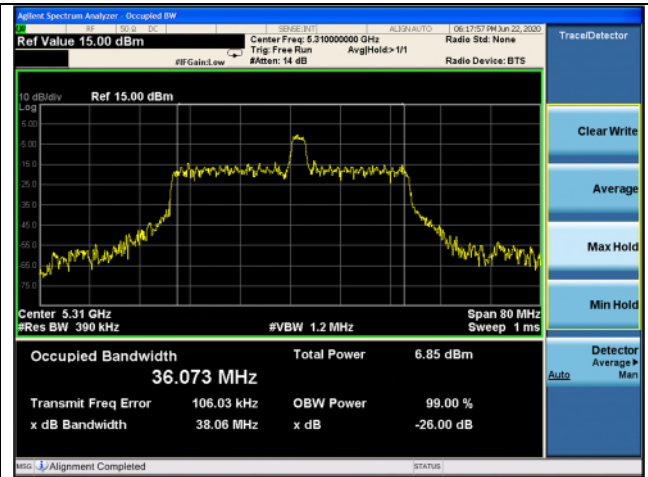 Agilent Spectrum Analyzer - Occupied BW
RF 50 Ω DC SENSE:INT ALIGN AUTO 06:17:57 PM Jun 22, 2020
Ref Value 15.00 dBm Center Freq: 5.310000000 GHz Radio Std: None Trace/Detector
Trig: Free Run Avg|Hold:>1/1
#IFGain:Low #Atten: 14 dB Radio Device: BTS
10 dB/div Ref 15.00 dBm
Log
5.00
-5.00
-15.0
-25.0
-35.0
-45.0
-55.0
-65.0
-75.0
Clear Write
Average
Max Hold
Min Hold
Center 5.31 GHz Span 80 MHz
#Res BW 390 kHz #VBW 1.2 MHz Sweep 1 ms
Occupied Bandwidth Total Power 6.85 dBm
36.073 MHz
Transmit Freq Error 106.03 kHz OBW Power 99.00 %
x dB Bandwidth 38.06 MHz x dB -26.00 dB
Detector
Average ▶
Auto Man
MSG Alignment Completed STATUS